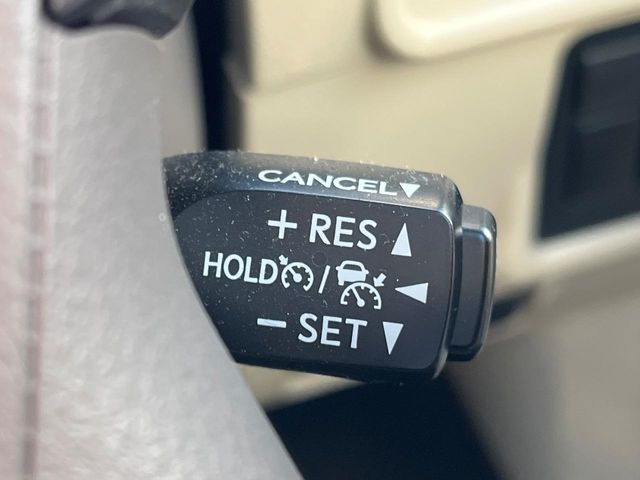 CANCEL▼
+ RES ▲
HOLD / ◀
− SET ▼